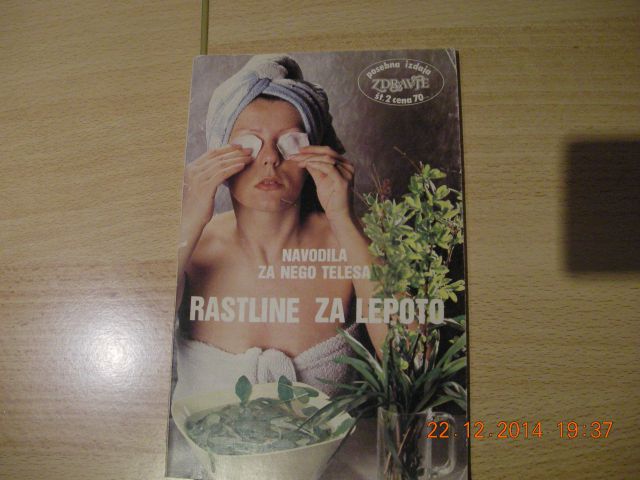 posebna izdaja
ZDRAVJE
št. 2 cena 70.-
NAVODILA
ZA NEGO TELESA
RASTLINE ZA LEPOTO
22.12.2014 19:37